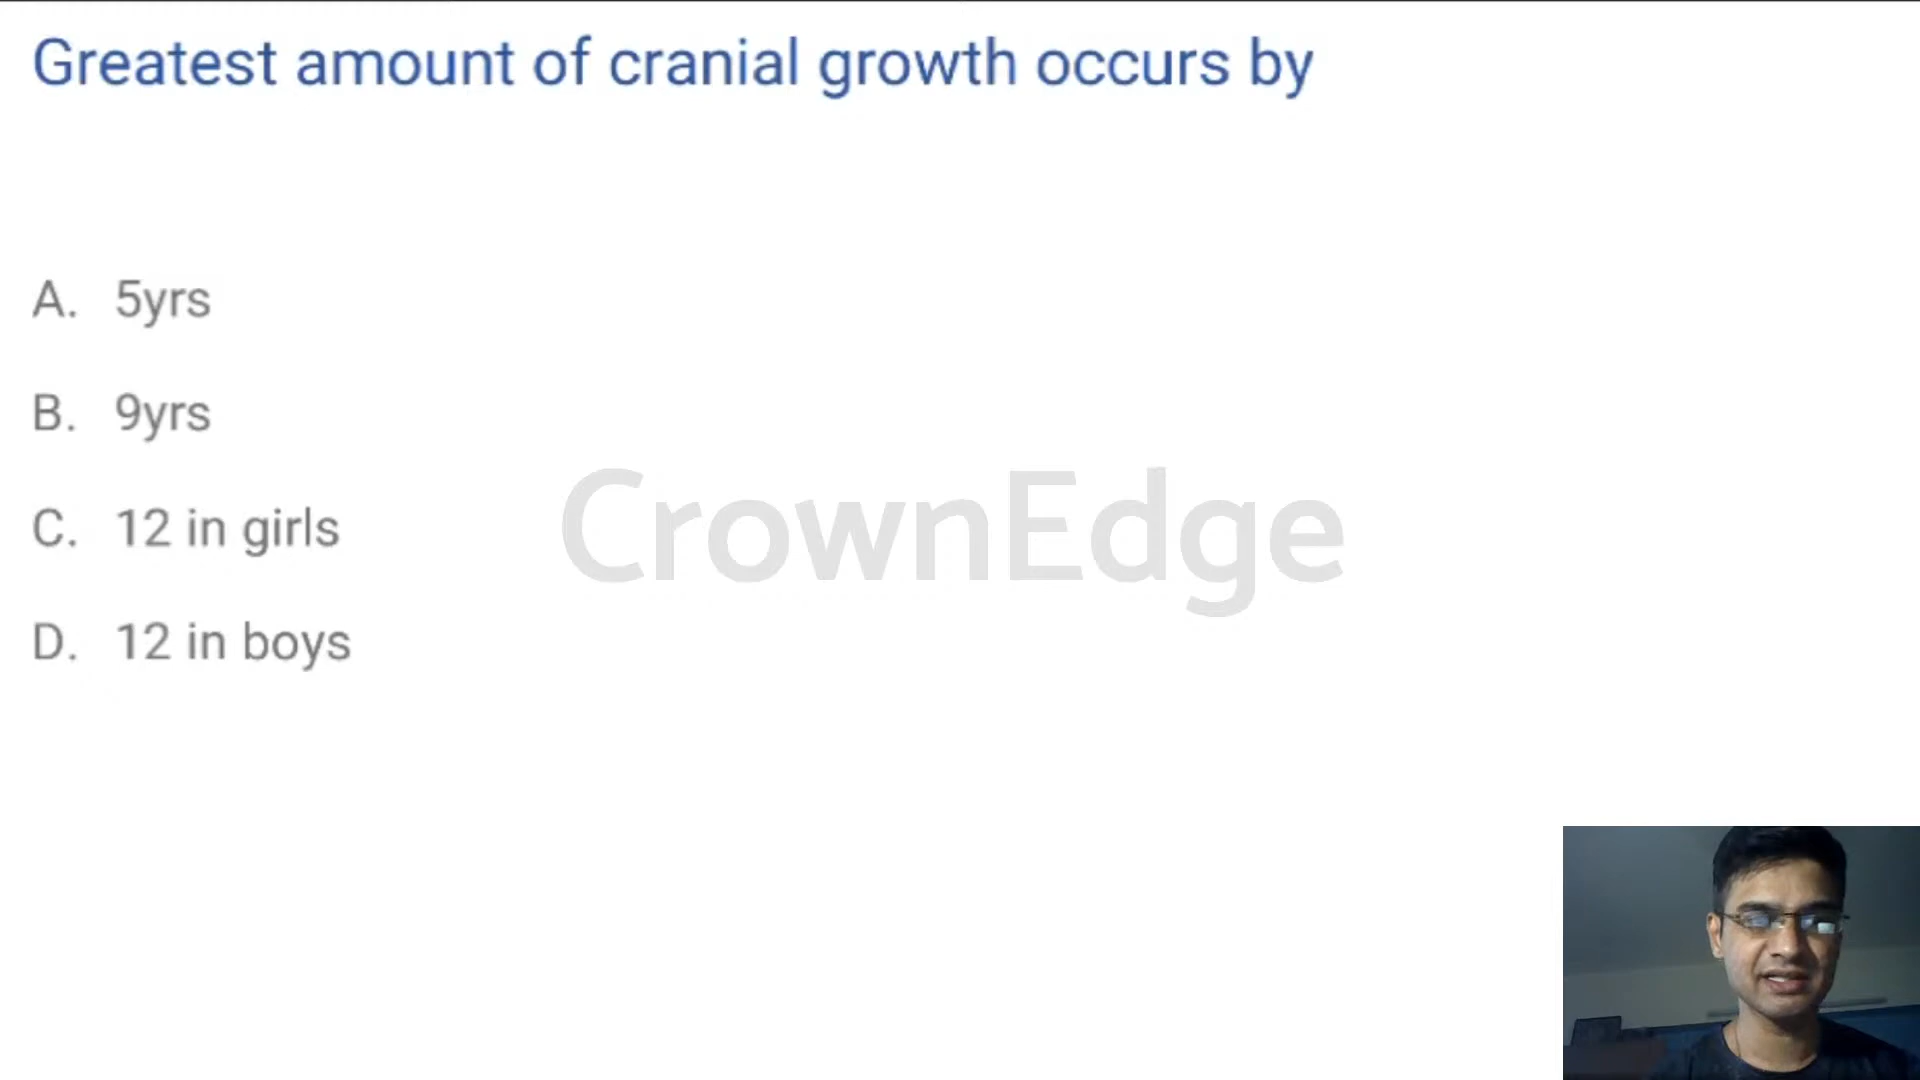 Greatest amount of cranial growth occurs by
A. 5yrs
B. 9yrs
C. 12 in girls
D. 12 in boys
CrownEdge